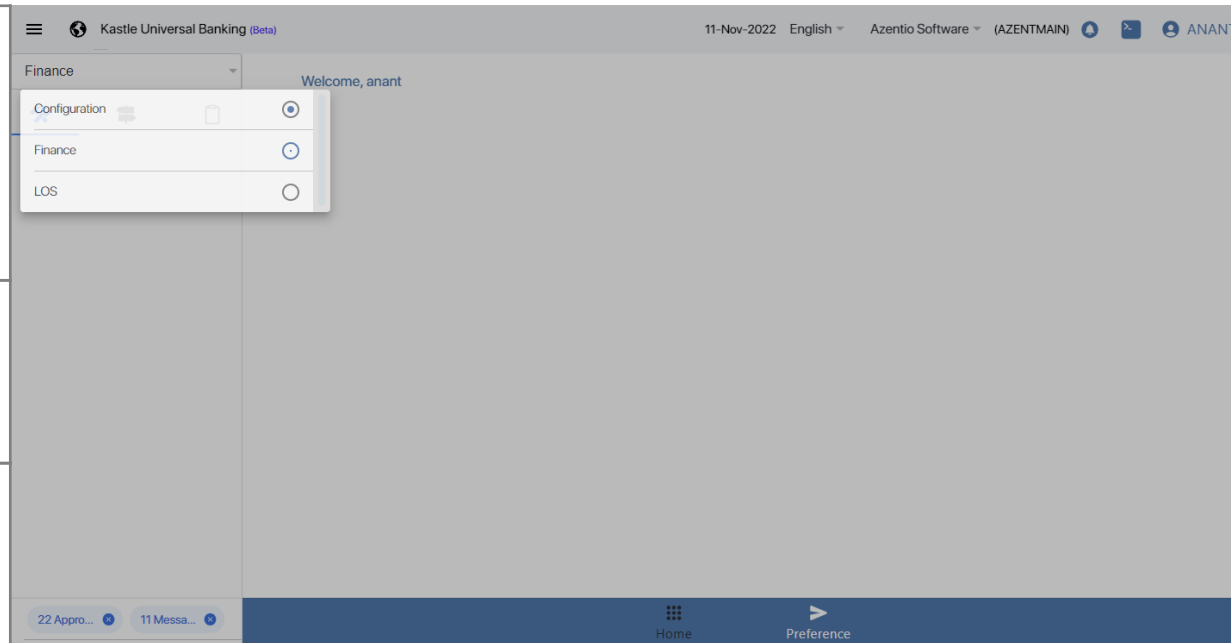 Kastle Universal Banking (Beta)
11-Nov-2022 English Azentio Software (AZENTMAIN) ANANT
Finance
Welcome, anant
Configuration
Finance
LOS
22 Appro... 11 Messa...
Home Preference